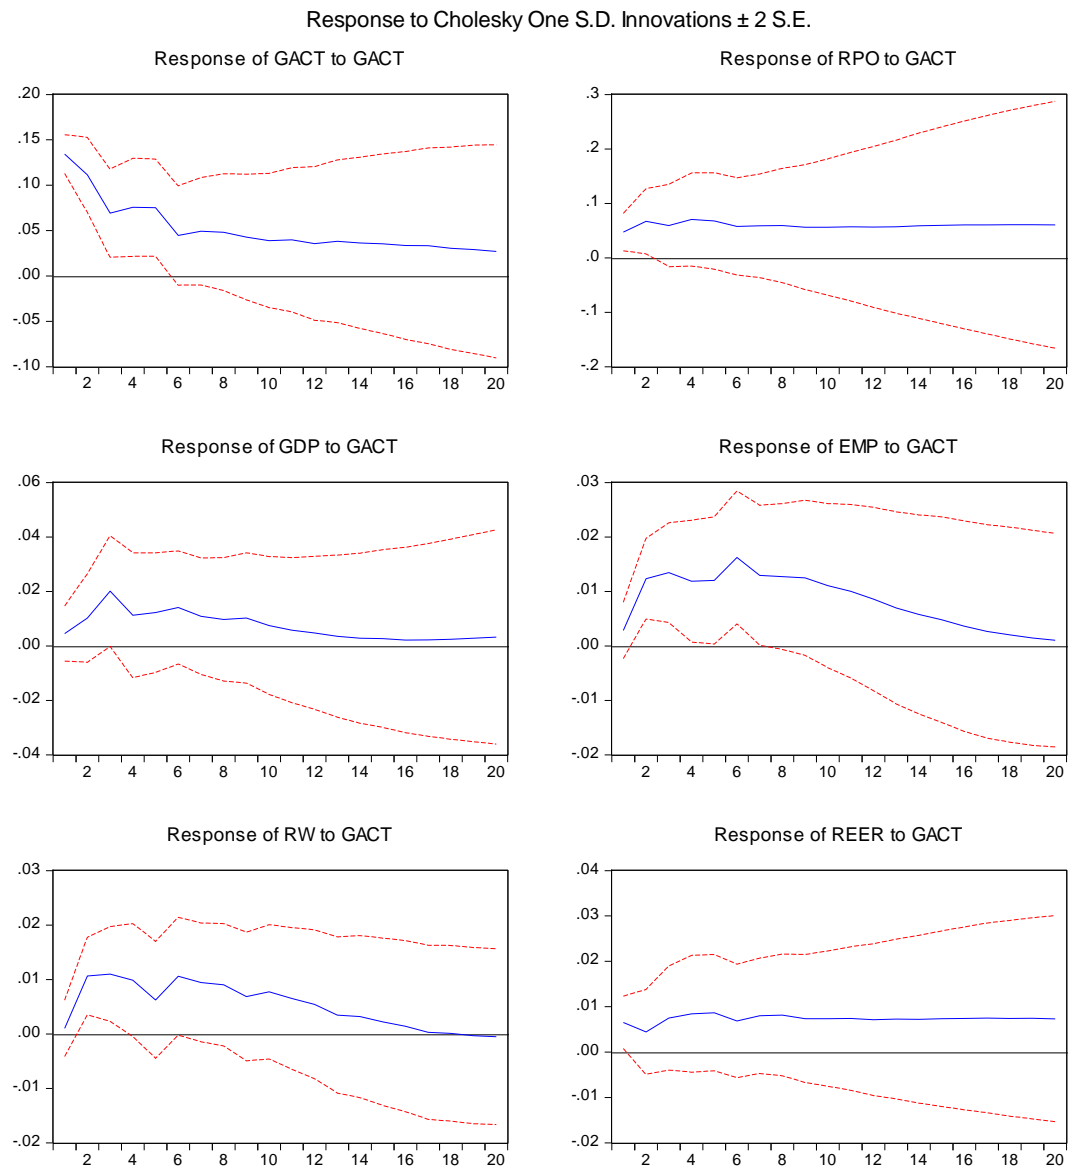 Response to Cholesky One S.D. Innovations ± 2 S.E.
Response of GACT to GACT
.20
.15
.10
.05
.00
-.05
-.10
2 4 6 8 10 12 14 16 18 20
Response of RPO to GACT
.3
.2
.1
.0
-.1
-.2
2 4 6 8 10 12 14 16 18 20
Response of GDP to GACT
.06
.04
.02
.00
-.02
-.04
2 4 6 8 10 12 14 16 18 20
Response of EMP to GACT
.03
.02
.01
.00
-.01
-.02
2 4 6 8 10 12 14 16 18 20
Response of RW to GACT
.03
.02
.01
.00
-.01
-.02
2 4 6 8 10 12 14 16 18 20
Response of REER to GACT
.04
.03
.02
.01
.00
-.01
-.02
2 4 6 8 10 12 14 16 18 20